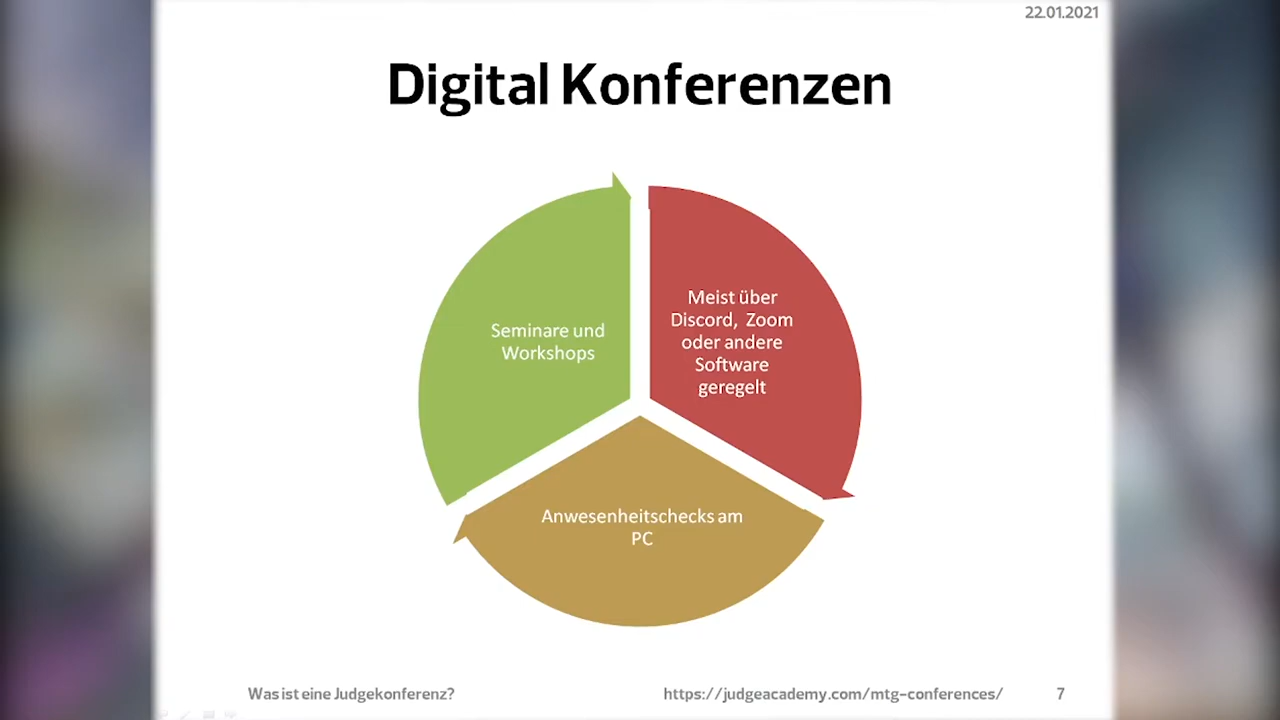 22.01.2021
Digital Konferenzen
Meist über
Discord, Zoom
oder andere
Software
geregelt
Seminare und
Workshops
Anwesenheitschecks am
PC
Was ist eine Judgekonferenz?
https://judgeacademy.com/mtg-conferences/
7